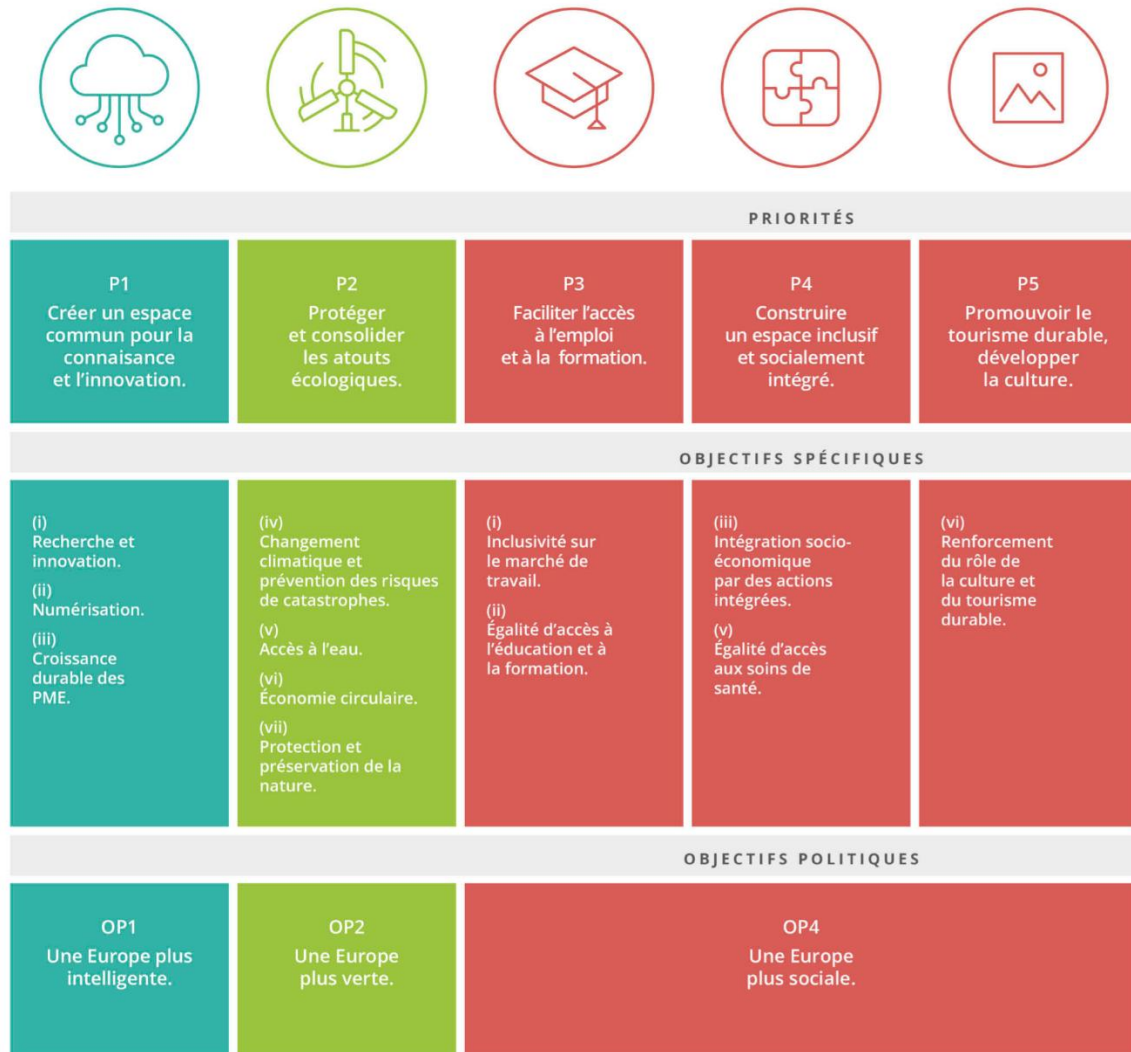 PRIORITÉS
P1
Créer un espace
commun pour la
connaisance
et l'innovation.
P2
Protéger
et consolider
les atouts
écologiques.
P3
Faciliter l'accès
à l'emploi
et à la formation.
P4
Construire
un espace inclusif
et socialement
intégré.
P5
Promouvoir le
tourisme durable,
développer
la culture.
OBJECTIFS SPÉCIFIQUES
(i)
Recherche et
innovation.
(ii)
Numérisation.
(iii)
Croissance
durable des
PME.
(iv)
Changement
climatique et
prévention des risques
de catastrophes.
(v)
Accès à l'eau.
(vi)
Économie circulaire.
(vii)
Protection et
préservation de la
nature.
(i)
Inclusivité sur
le marché de
travail.
(ii)
Égalité d'accès à
l'éducation et à
la formation.
(iii)
Intégration socio-
économique
par des actions
intégrées.
(v)
Égalité d'accès
aux soins de
santé.
(vi)
Renforcement
du rôle de
la culture et
du tourisme
durable.
OBJECTIFS POLITIQUES
OP1
Une Europe plus
intelligente.
OP2
Une Europe
plus verte.
OP4
Une Europe
plus sociale.